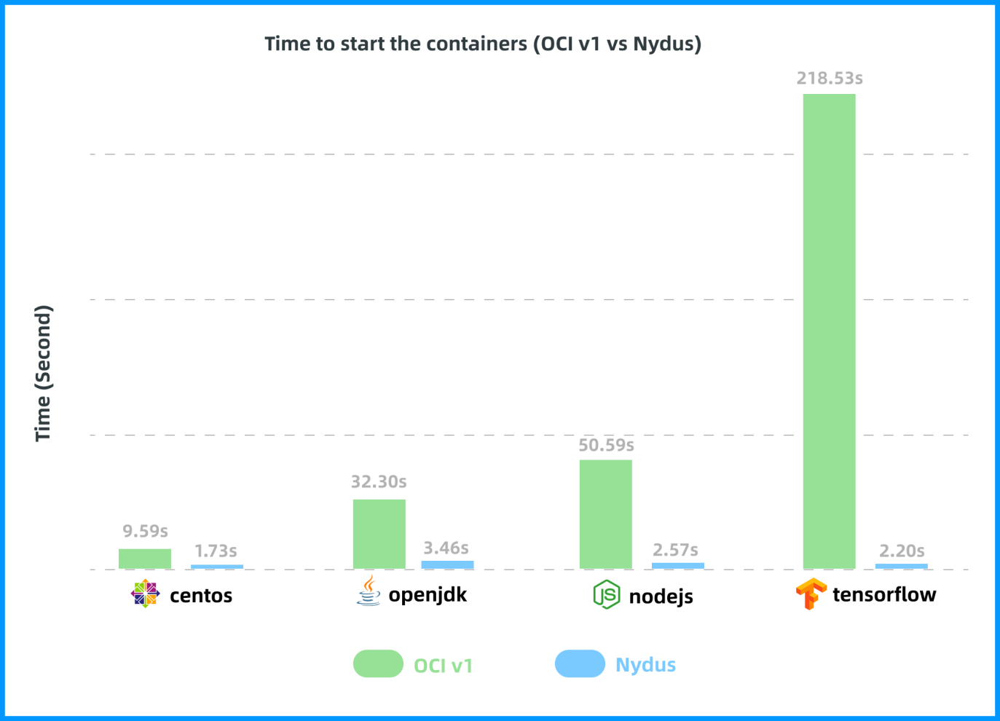 Time to start the containers (OCI v1 vs Nydus)
218.53s
Time (Second)
50.59s
32.30s
9.59s
1.73s
3.46s
2.57s
2.20s
centos
openjdk
JS
nodejs
tensorflow
OCI v1
Nydus